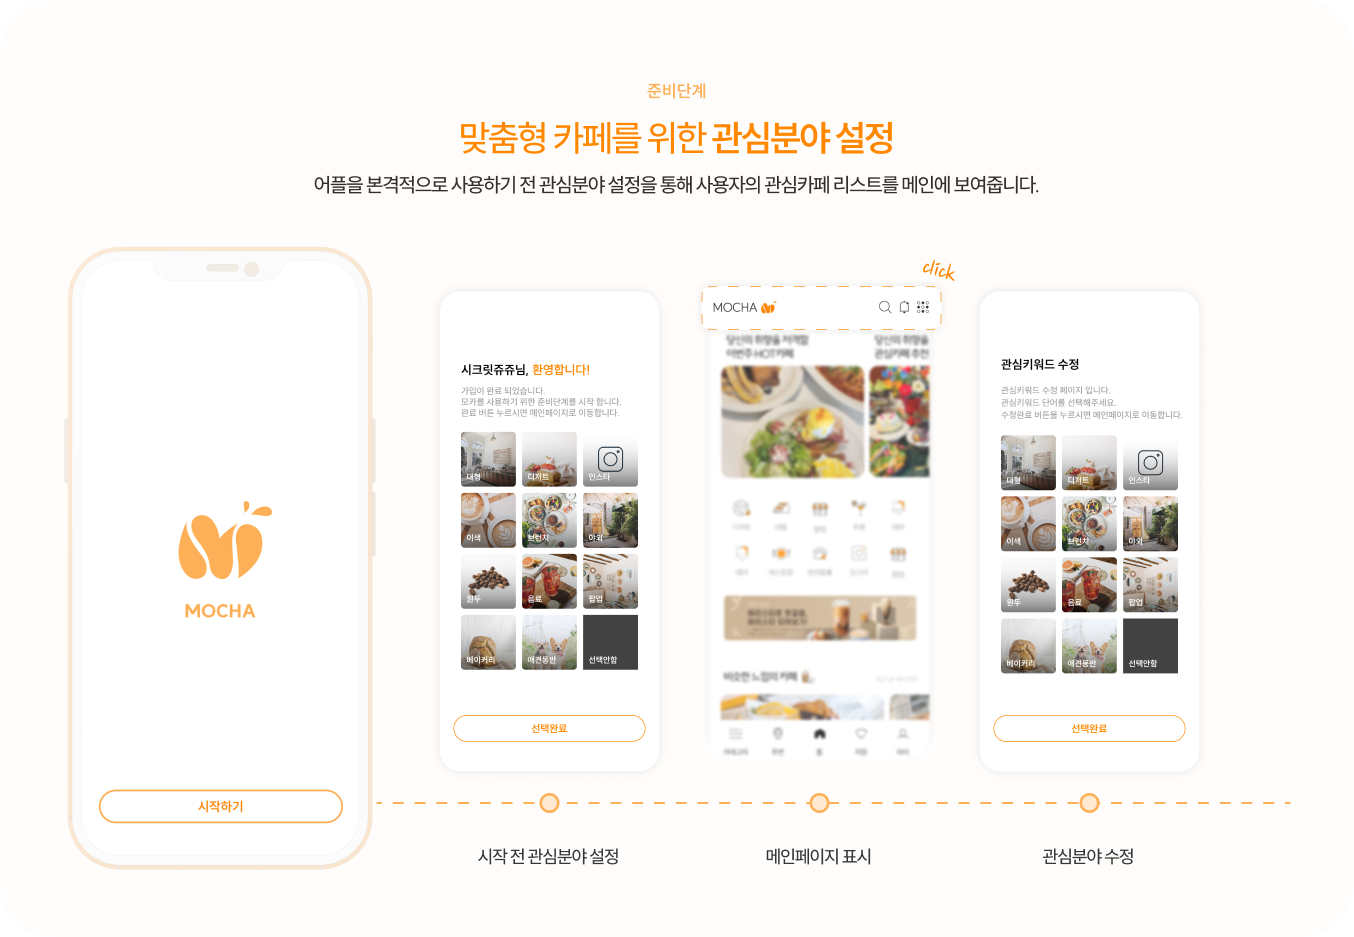 준비단계
맞춤형 카페를 위한 관심분야 설정
어플을 본격적으로 사용하기 전 관심분야 설정을 통해 사용자의 관심카페 리스트를 메인에 보여줍니다.
MOCHA
시작하기
시크릿쥬쥬님, 환영합니다!
가입이 완료 되었습니다.
모카를 사용하기 위한 준비단계를 시작 합니다.
완료 버튼 누르시면 메인페이지로 이동합니다.
대형
디저트
인스타
이색
브런치
야외
원두
음료
팝업
베이커리
애견동반
선택안함
선택완료
시작 전 관심분야 설정
click
MOCHA
당신의 취향을 저격할
이번주 HOT카페
당신의 취향을
관심카페 추천
비슷한 느낌의 카페
메인페이지 표시
관심키워드 수정
관심키워드 수정 페이지 입니다.
관심키워드 단어를 선택해주세요.
수정완료 버튼을 누르시면 메인페이지로 이동합니다.
대형
디저트
인스타
이색
브런치
야외
원두
음료
팝업
베이커리
애견동반
선택안함
선택완료
관심분야 수정